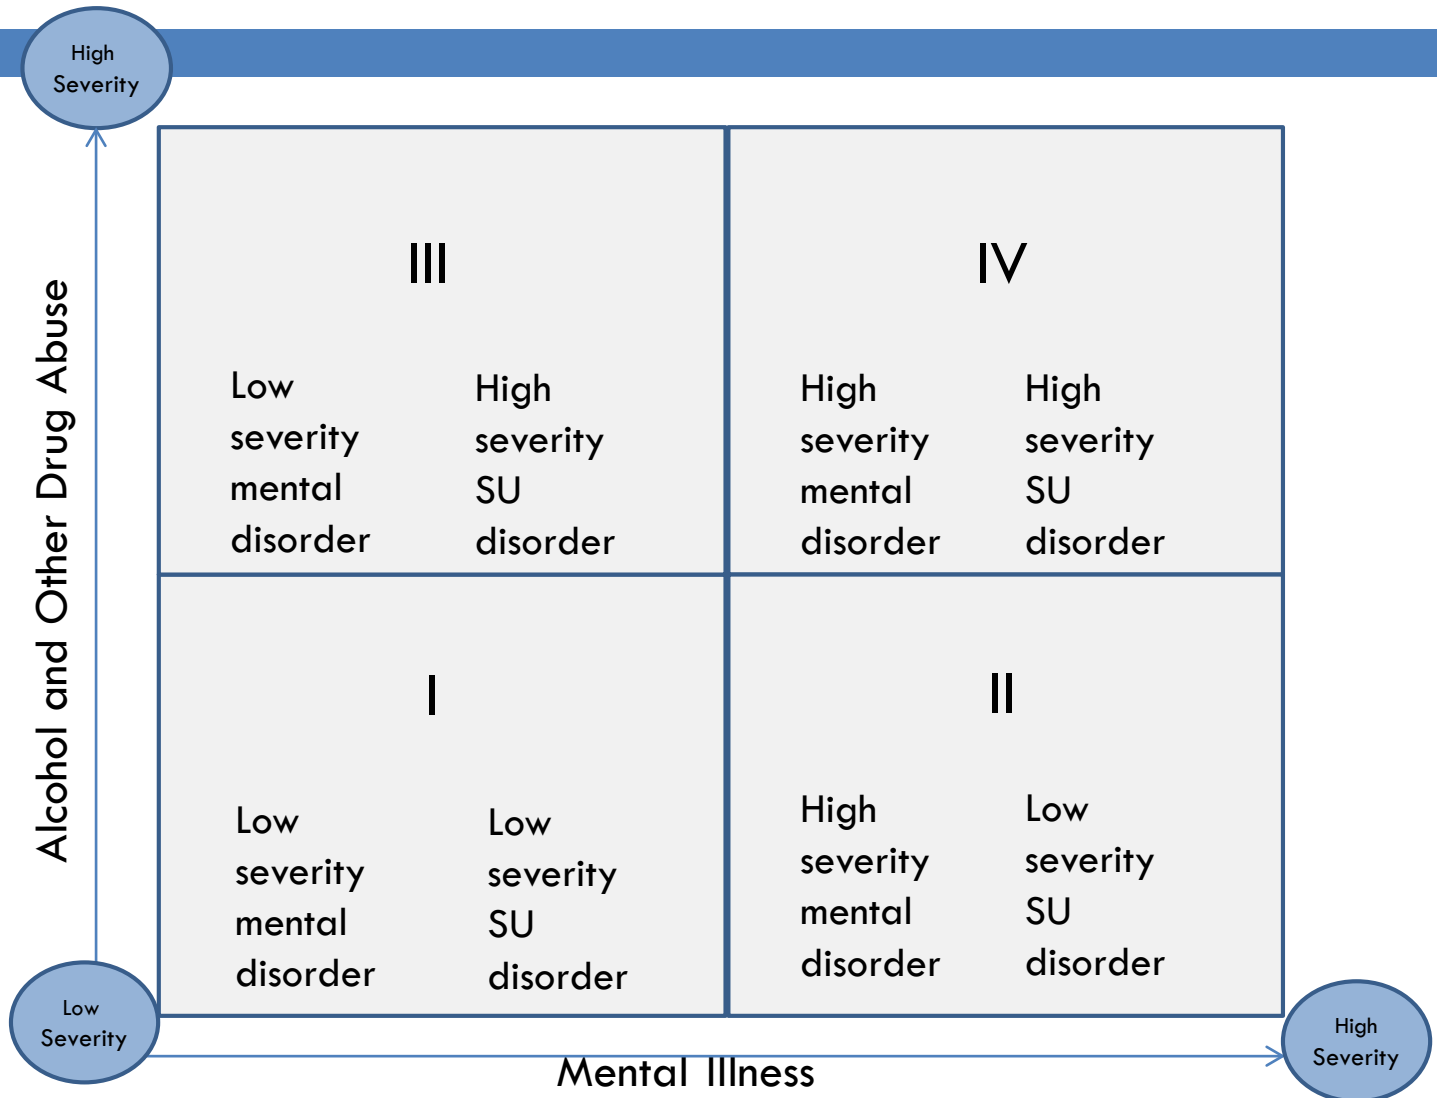 High
Severity
Alcohol and Other Drug Abuse
III
Low
severity
mental
disorder
High
severity
SU
disorder
IV
High
severity
mental
disorder
High
severity
SU
disorder
I
Low
severity
mental
disorder
Low
severity
SU
disorder
II
High
severity
mental
disorder
Low
severity
SU
disorder
Low
Severity
Mental Illness
High
Severity